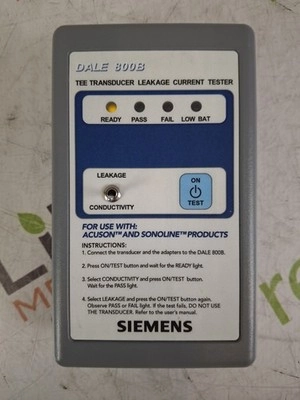 DALE 800B
TEE TRANSDUCER LEAKAGE CURRENT TESTER
READY PASS FAIL LOW BAT
LEAKAGE
CONDUCTIVITY
ON
TEST
FOR USE WITH:
ACUSON™ AND SONOLINE™ PRODUCTS
INSTRUCTIONS:
1. Connect the transducer and the adapters to the DALE 800B.
2. Press ON/TEST button and wait for the READY light.
3. Select CONDUCTIVITY and press ON/TEST button.
Wait for the PASS light.
4. Select LEAKAGE and press the ON/TEST button again.
Observe PASS or FAIL light. If the test fails, DO NOT USE
THE TRANSDUCER. Refer to the user's manual.
SIEMENS